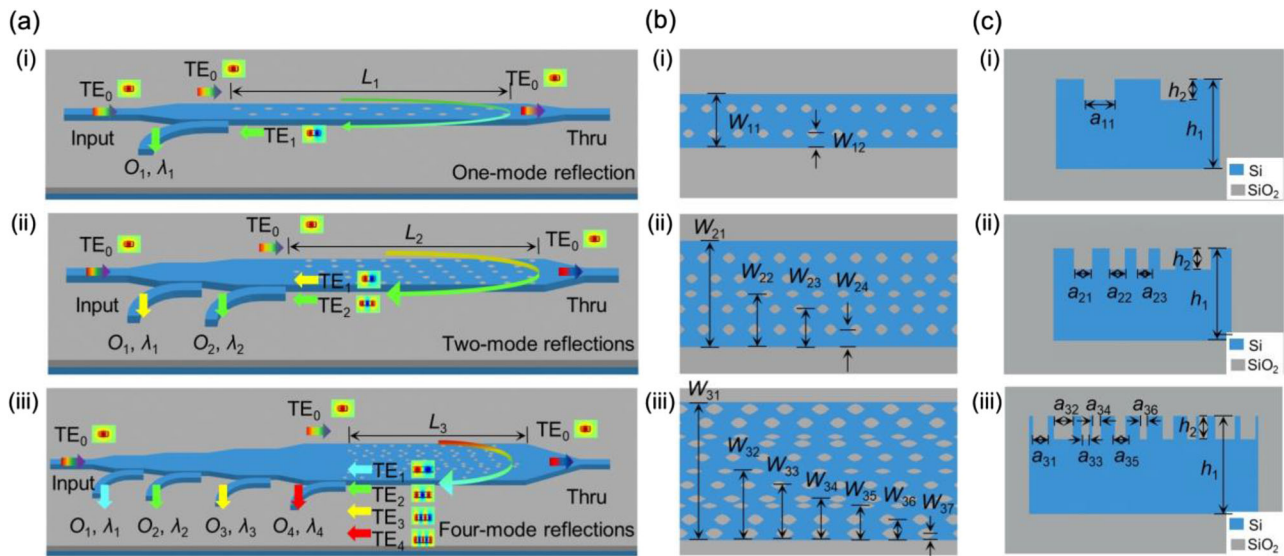 (a)
(i)
TE0
TE0
L1
TE0
Input
TE1
Thru
O1, λ1
One-mode reflection
(ii)
TE0
TE0
L2
TE0
Input
TE1
TE2
Thru
O1, λ1
O2, λ2
Two-mode reflections
(iii)
TE0
TE0
L3
TE0
Input
TE1
TE2
TE3
TE4
Thru
O1, λ1
O2, λ2
O3, λ3
O4, λ4
Four-mode reflections
(b)
(i)
W11
W12
(ii)
W21
W22
W23
W24
(iii)
W31
W32
W33
W34
W35
W36
W37
(c)
(i)
a11
h2
h1
Si
SiO2
(ii)
a21
a22
a23
h2
h1
Si
SiO2
(iii)
a32
a34
a36
a31
a33
a35
h2
h1
Si
SiO2